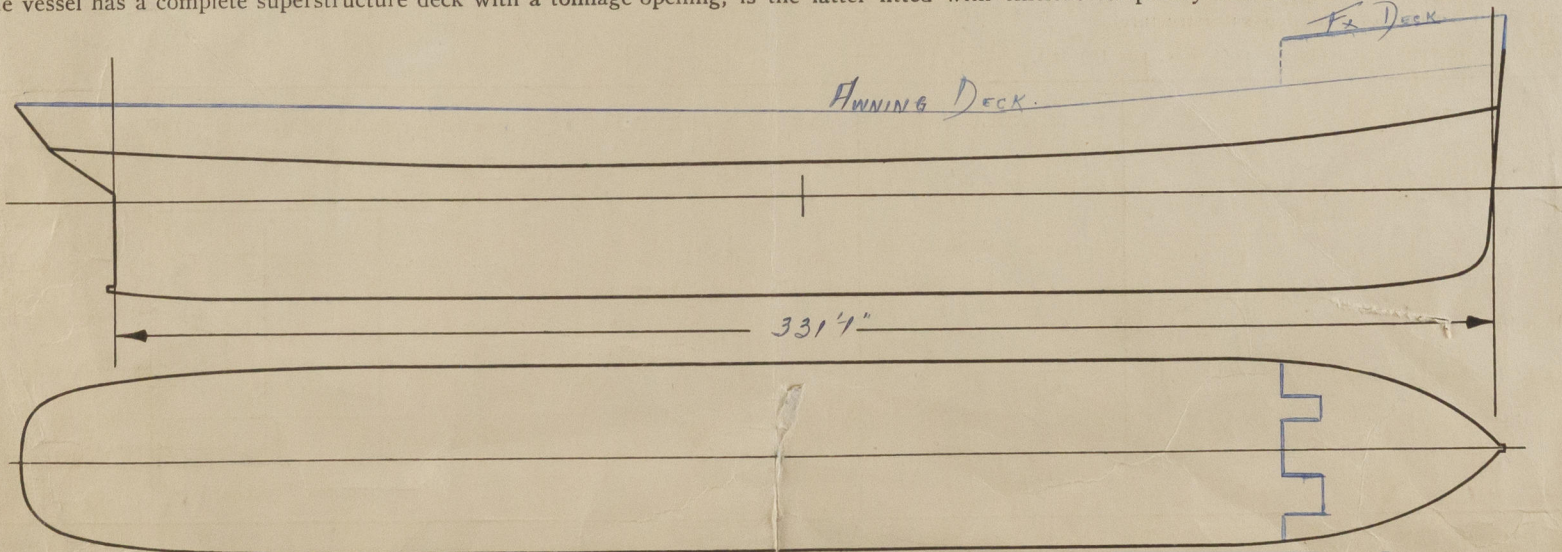 e vessel has a complete superstructure deck with a tonnage opening, is the latter fitted with
Fx Deck.
Awning Deck.
331'1"